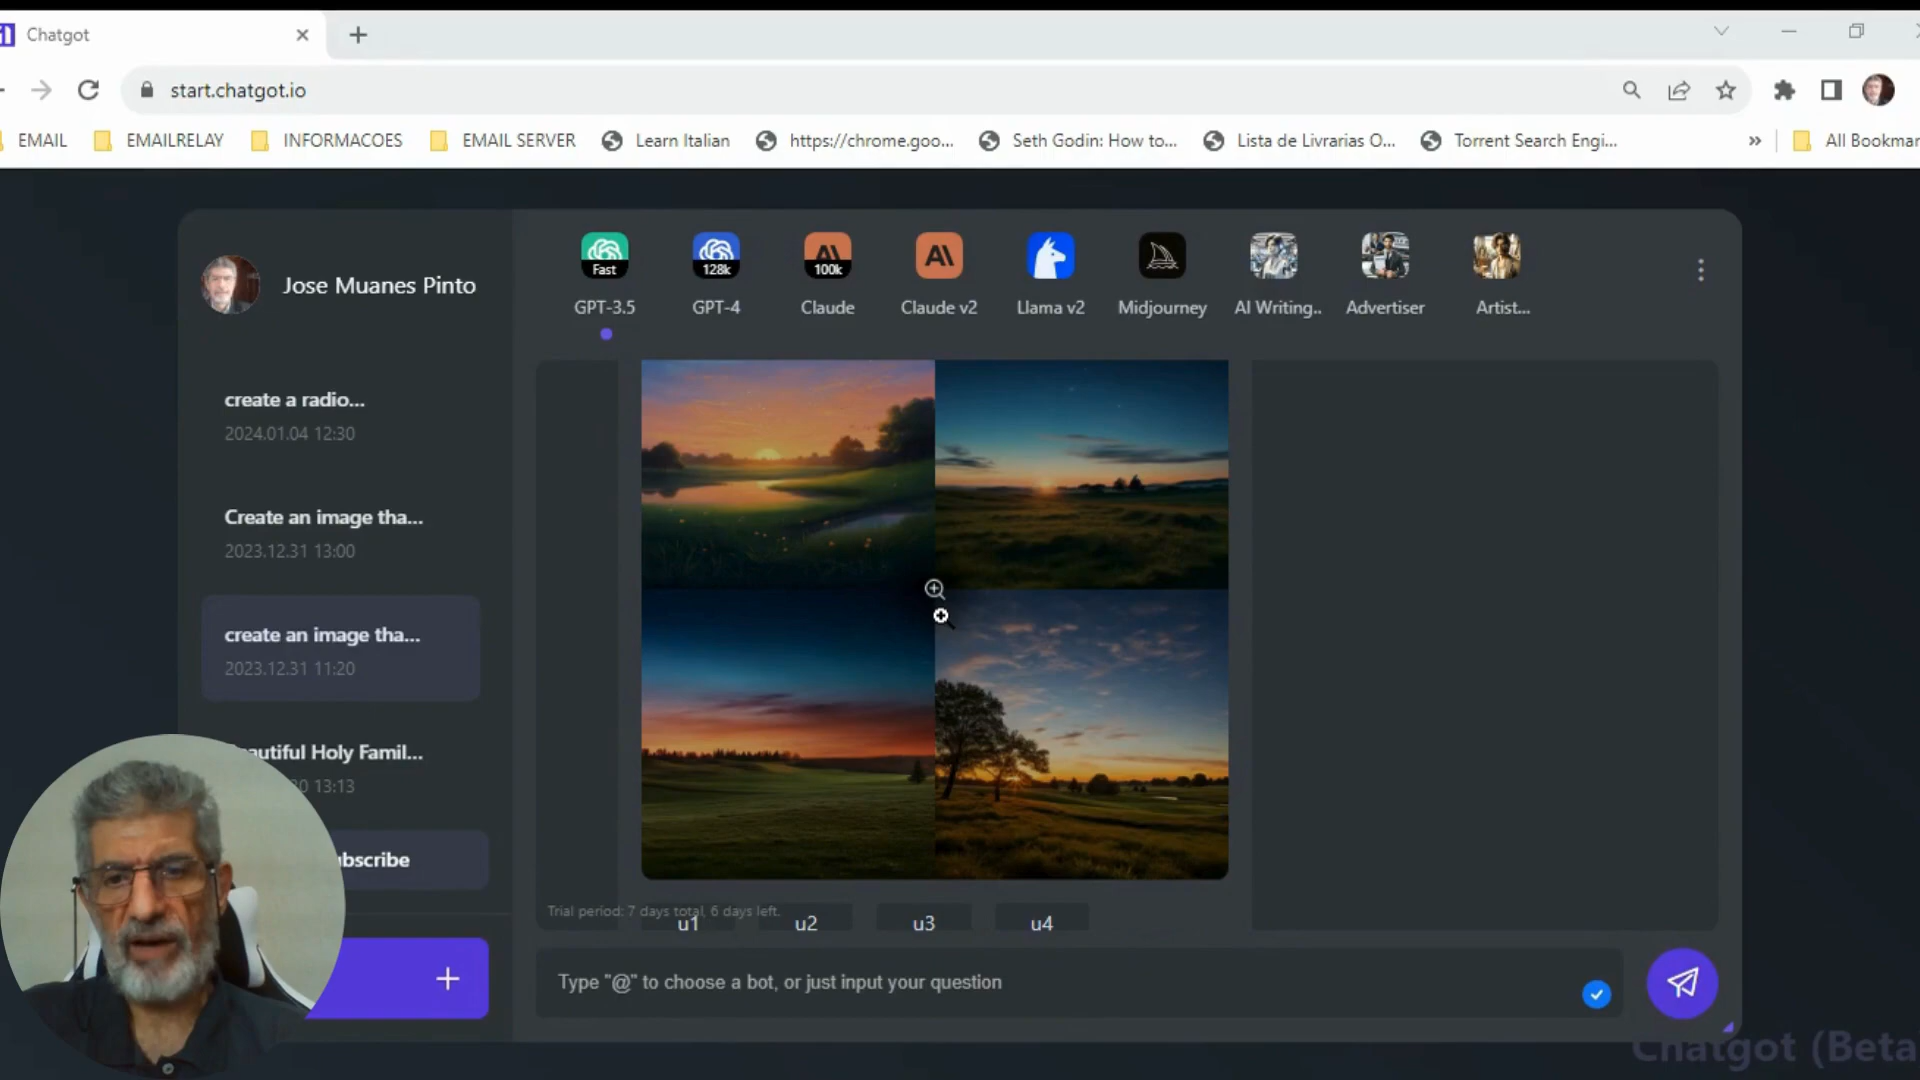 Chatgot
start.chatgot.io
EMAIL
EMAILRELAY
INFORMACOES
EMAIL SERVER
Learn Italian
https://chrome.goo...
Seth Godin: How to...
Lista de Livrarias O...
Torrent Search Engi...
»
All Bookmar
Jose Muanes Pinto
Fast
128k
100k
GPT-3.5
GPT-4
Claude
Claude v2
Llama v2
Midjourney
AI Writing..
Advertiser
Artist...
create a radio...
2024.01.04 12:30
Create an image tha...
2023.12.31 13:00
create an image tha...
2023.12.31 11:20
autiful Holy Famil...
0 13:13
bscribe
Trial period: 7 days total, 6 days left.
u1
u2
u3
u4
Type "@" to choose a bot, or just input your question
Chatgot (Beta